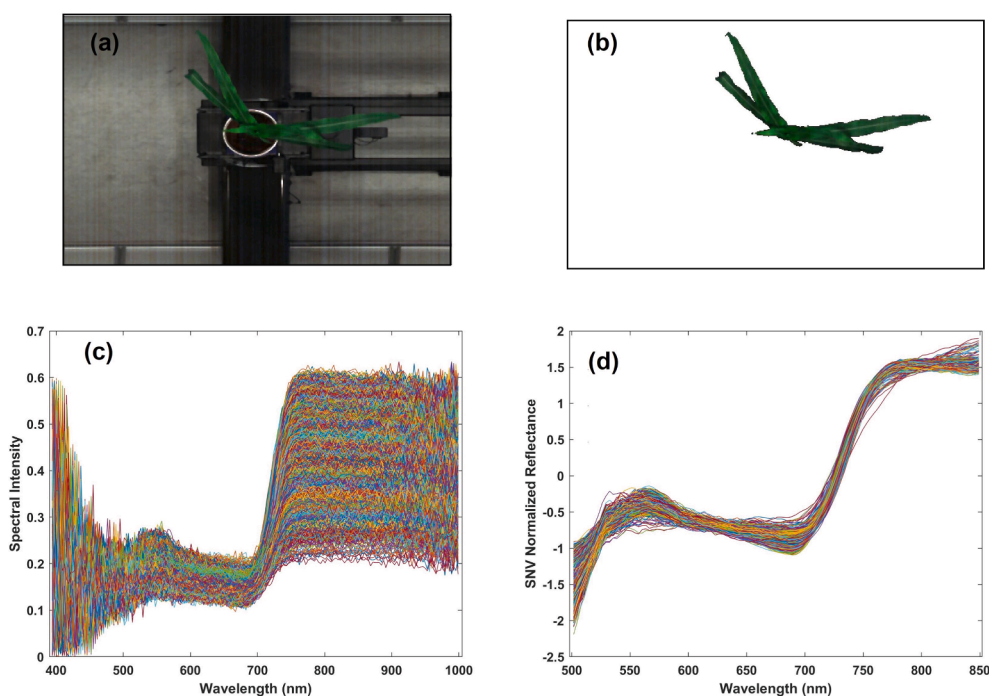 (a)
(b)
(c)
0.7
0.6
0.5
0.4
0.3
0.2
0.1
0
Spectral Intensity
400 500 600 700 800 900 1000
Wavelength (nm)
(d)
2
1.5
1
0.5
0
-0.5
-1
-1.5
-2
-2.5
SNV Normalized Reflectance
500 550 600 650 700 750 800 850
Wavelength (nm)